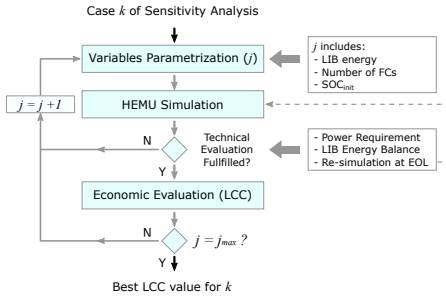 Case k of Sensitivity Analysis
Variables Parametrization (j)
j includes:
- LIB energy
- Number of FCs
- SOCinit
j = j +1
HEMU Simulation
N
Technical
Evaluation
Fullfilled?
- Power Requirement
- LIB Energy Balance
- Re-simulation at EOL
Y
Economic Evaluation (LCC)
N
j = jmax ?
Y
Best LCC value for k